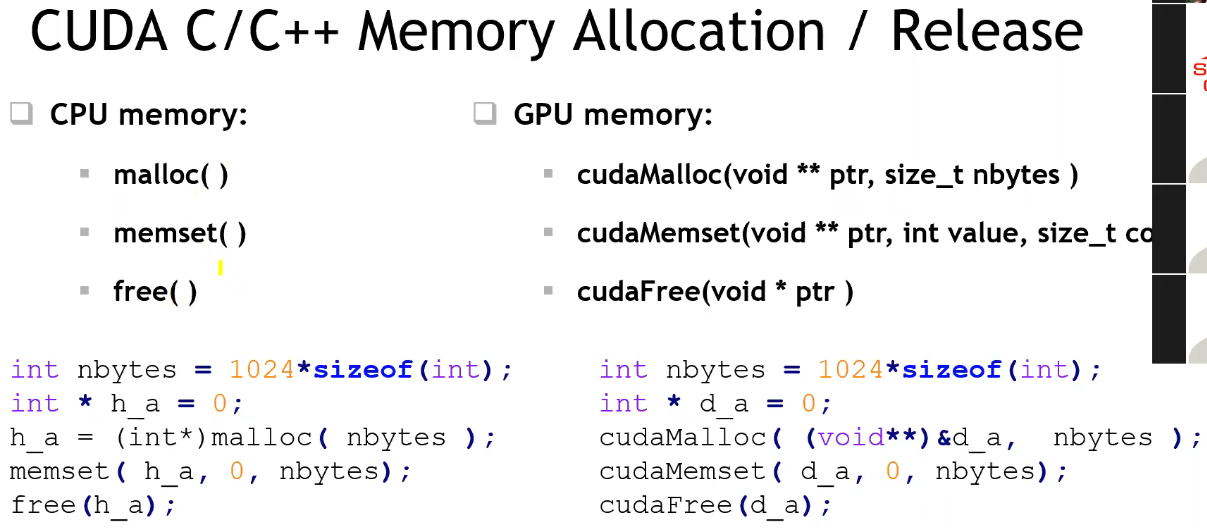 CUDA C/C++ Memory Allocation / Release
CPU memory:
malloc( )
memset( )
free( )
GPU memory:
cudaMalloc(void ** ptr, size_t nbytes )
cudaMemset(void ** ptr, int value, size_t
cudaFree(void * ptr )
int nbytes = 1024*sizeof(int);
int * h_a = 0;
h_a = (int*)malloc( nbytes );
memset( h_a, 0, nbytes);
free(h_a);
int nbytes = 1024*sizeof(int);
int * d_a = 0;
cudaMalloc( (void**)&d_a, nbytes );
cudaMemset( d_a, 0, nbytes);
cudaFree(d_a);